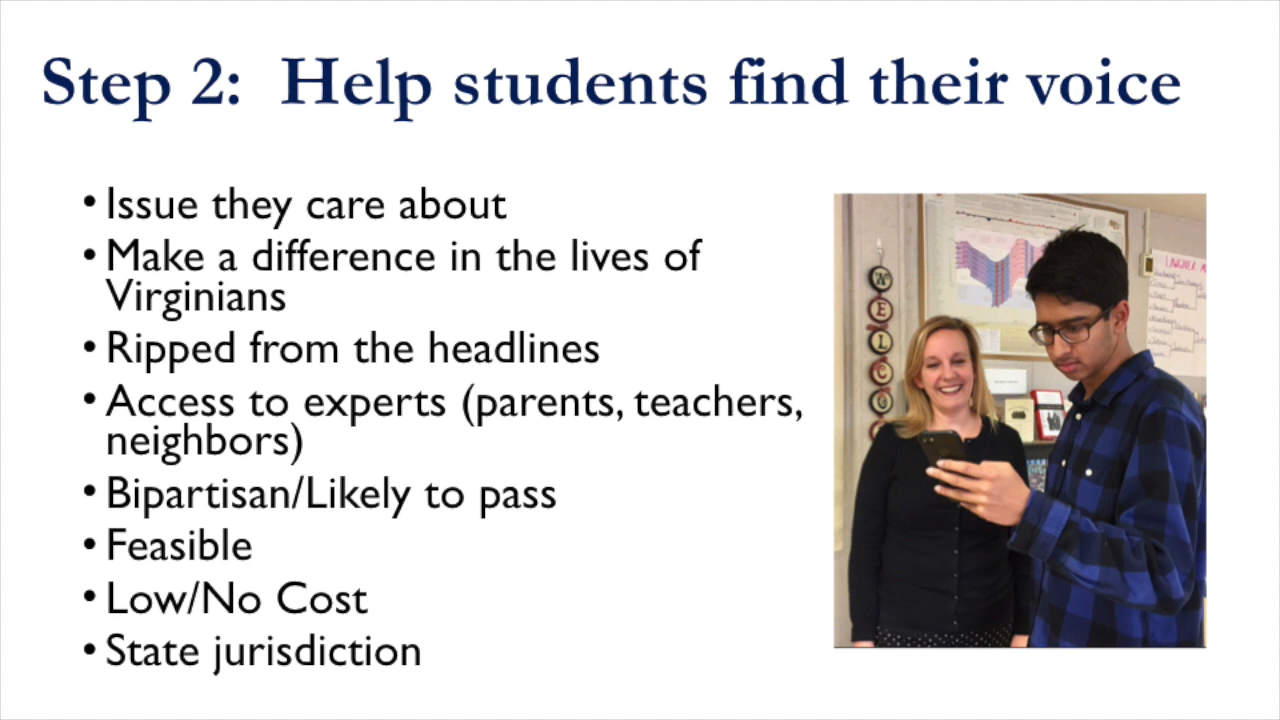 Step 2: Help students find their voice
• Issue they care about
• Make a difference in the lives of
Virginians
• Ripped from the headlines
• Access to experts (parents, teachers,
neighbors)
• Bipartisan/Likely to pass
• Feasible
• Low/No Cost
• State jurisdiction
W
E
L
C
O